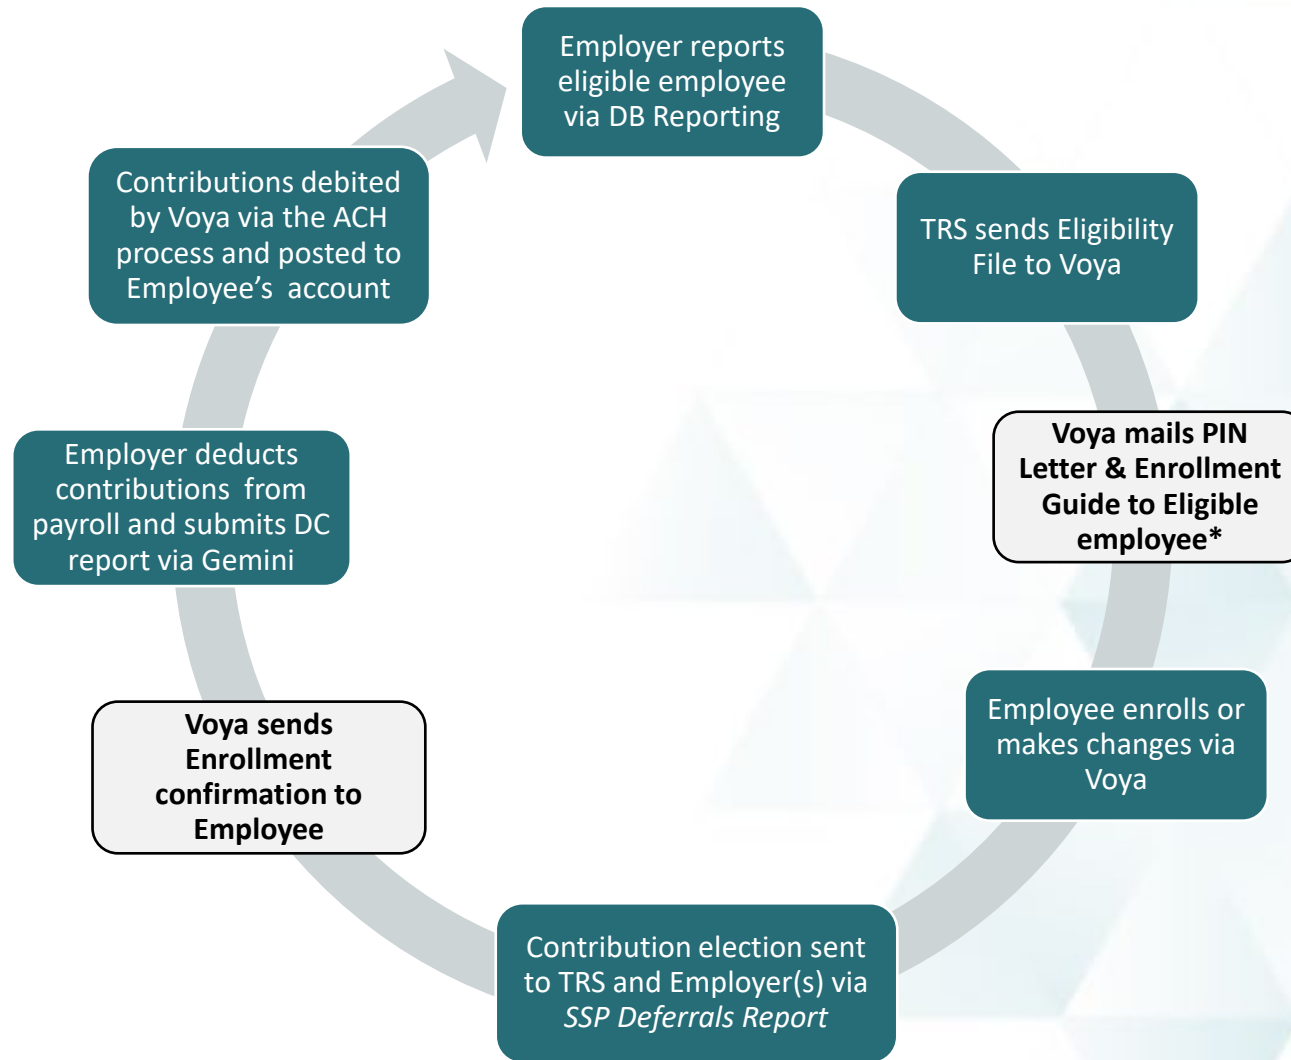 Employer reports
eligible employee
via DB Reporting
TRS sends Eligibility
File to Voya
Voya mails PIN
Letter & Enrollment
Guide to Eligible
employee*
Employee enrolls or
makes changes via
Voya
Contribution election sent
to TRS and Employer(s) via
SSP Deferrals Report
Voya sends
Enrollment
confirmation to
Employee
Employer deducts
contributions from
payroll and submits DC
report via Gemini
Contributions debited
by Voya via the ACH
process and posted to
Employee’s account